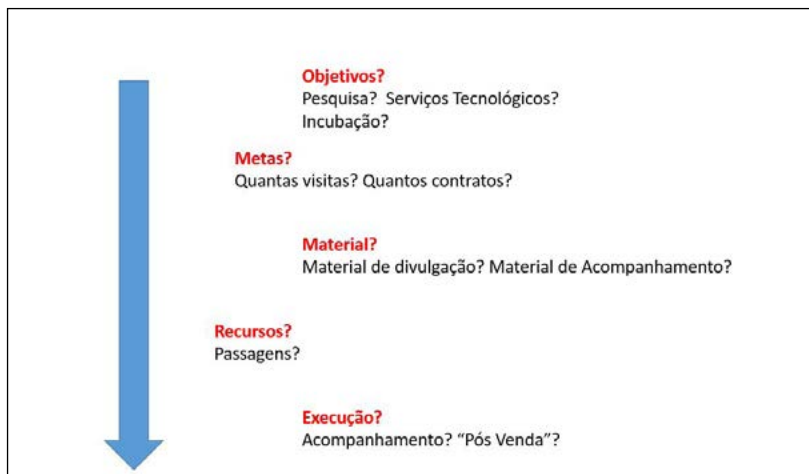 Objetivos?
Pesquisa? Serviços Tecnológicos?
Incubação?
Metas?
Quantas visitas? Quantos contratos?
Material?
Material de divulgação? Material de Acompanhamento?
Recursos?
Passagens?
Execução?
Acompanhamento? “Pós Venda”?